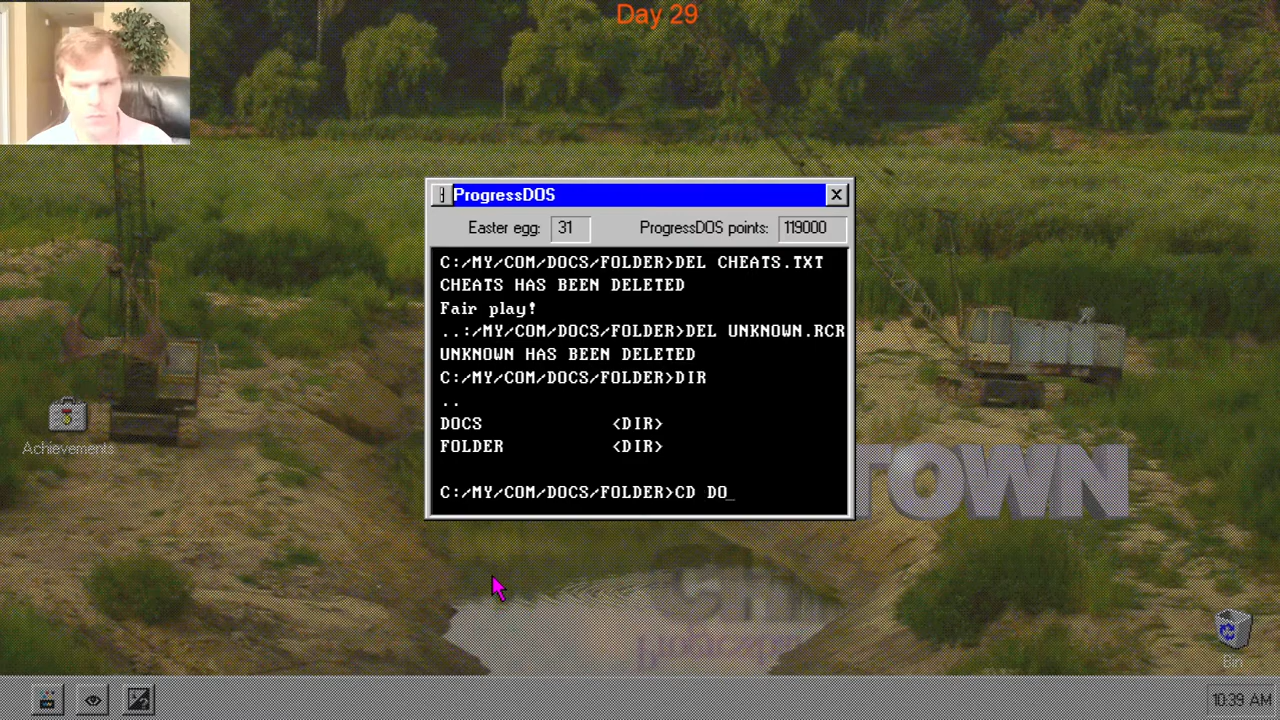 Day 29
ProgressDOS
Easter egg: 31 ProgressDOS points: 119000
C:/MY/COM/DOCS/FOLDER>DEL CHEATS.TXT
CHEATS HAS BEEN DELETED
Fair play!
..:/MY/COM/DOCS/FOLDER>DEL UNKNOWN.RCR
UNKNOWN HAS BEEN DELETED
C:/MY/COM/DOCS/FOLDER>DIR
..
DOCS <DIR>
FOLDER <DIR>
C:/MY/COM/DOCS/FOLDER>CD DO_
Achievements
TOWN
Bin
10:39 AM